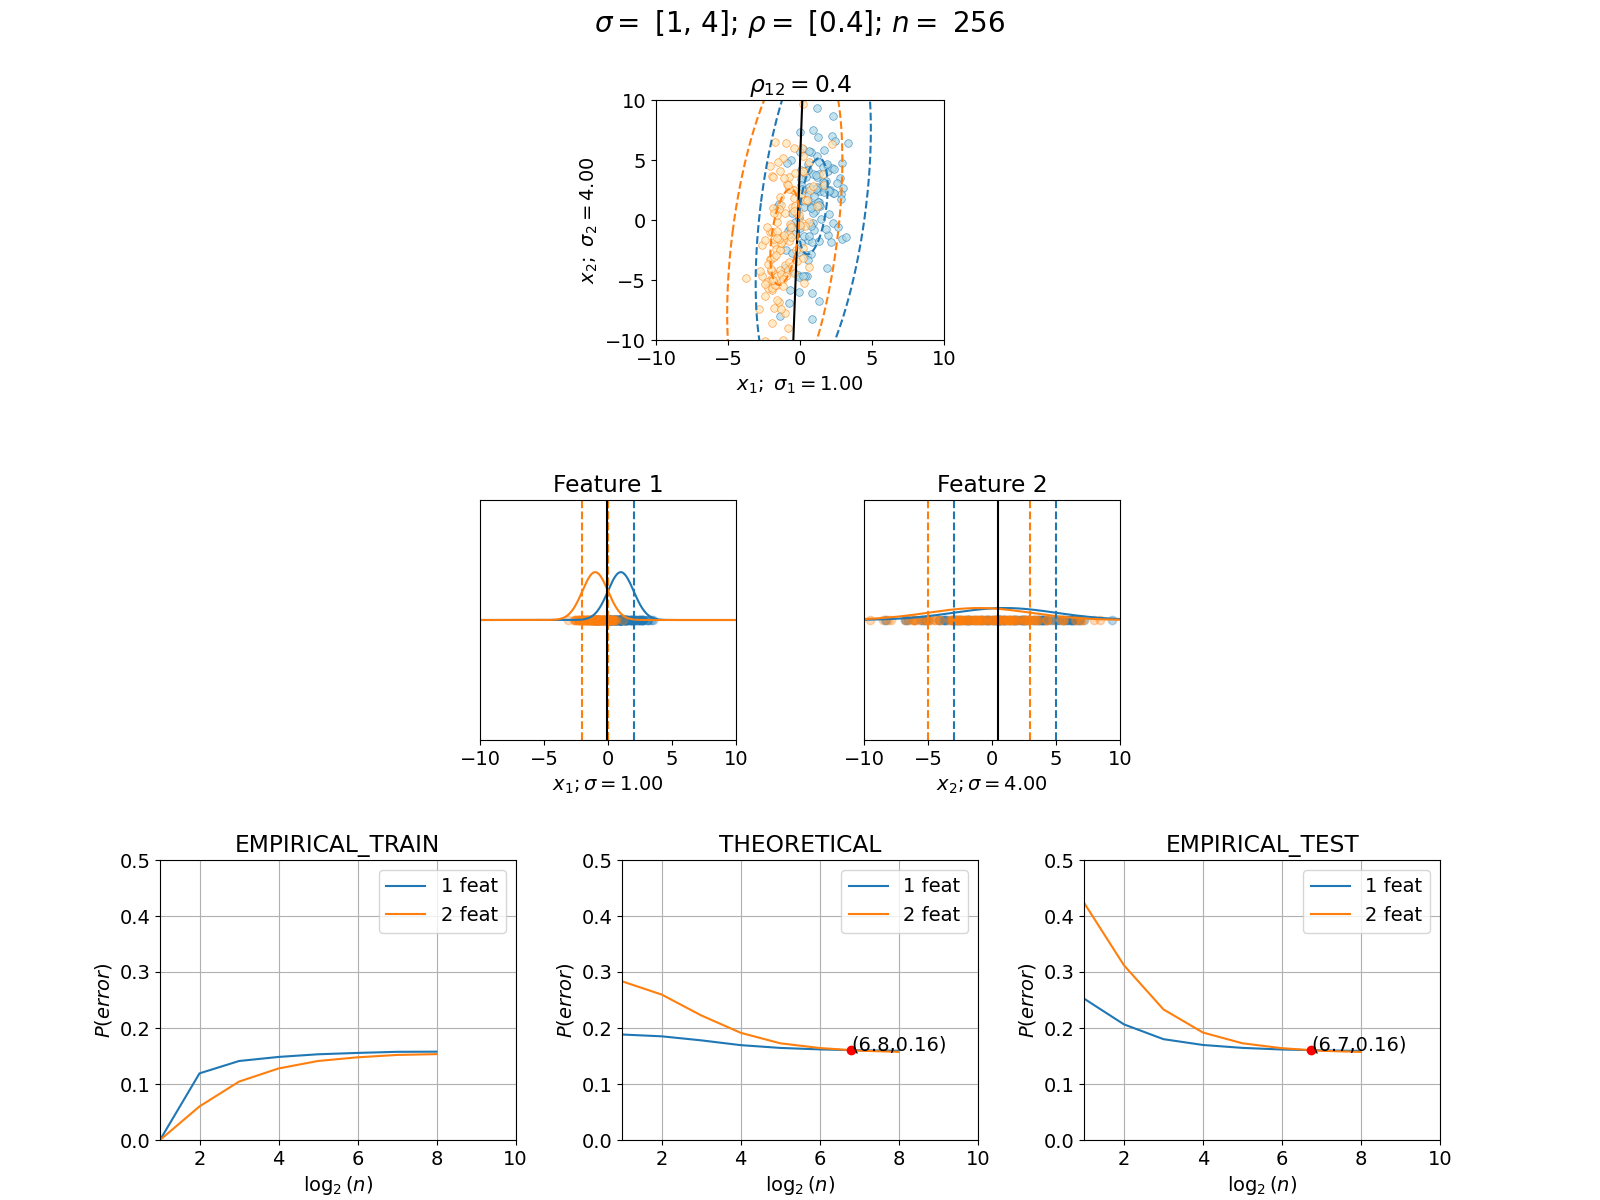 σ = [1, 4]; ρ = [0.4]; n = 256
ρ₁₂ = 0.4
10
5
0
−5
−10
x₂; σ₂ = 4.00
−10 −5 0 5 10
x₁; σ₁ = 1.00
Feature 1
−10 −5 0 5 10
x₁; σ = 1.00
Feature 2
−10 −5 0 5 10
x₂; σ = 4.00
EMPIRICAL_TRAIN
1 feat
2 feat
0.5
0.4
0.3
0.2
0.1
0.0
P(error)
2 4 6 8 10
log₂(n)
THEORETICAL
1 feat
2 feat
(6.8,0.16)
0.5
0.4
0.3
0.2
0.1
0.0
P(error)
2 4 6 8 10
log₂(n)
EMPIRICAL_TEST
1 feat
2 feat
(6.7,0.16)
0.5
0.4
0.3
0.2
0.1
0.0
P(error)
2 4 6 8 10
log₂(n)